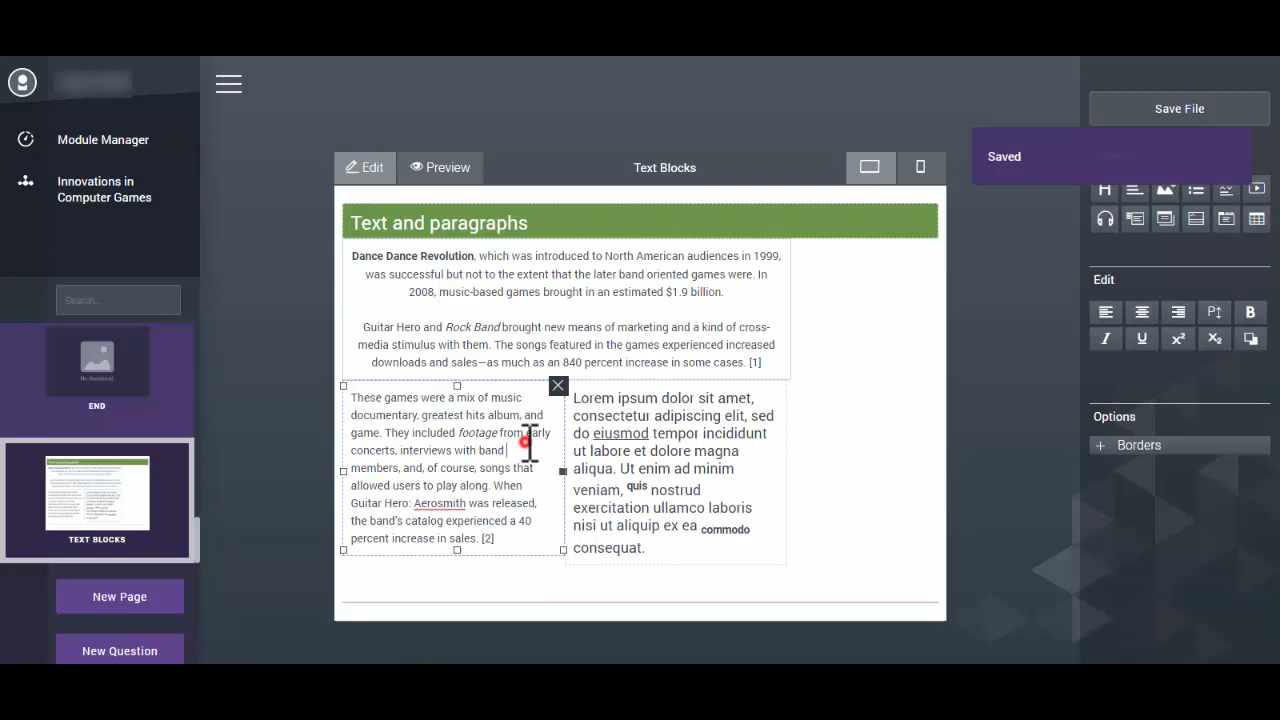 Module Manager
Innovations in
Computer Games
Search...
No thumbnail
END
TEXT BLOCKS
New Page
New Question
Edit
Preview
Text Blocks
Text and paragraphs
Dance Dance Revolution, which was introduced to North American audiences in 1999,
was successful but not to the extent that the later band oriented games were. In
2008, music-based games brought in an estimated $1.9 billion.
Guitar Hero and Rock Band brought new means of marketing and a kind of cross-
media stimulus with them. The songs featured in the games experienced increased
downloads and sales—as much as an 840 percent increase in some cases. [1]
These games were a mix of music
documentary, greatest hits album, and
game. They included footage from early
concerts, interviews with band
members, and, of course, songs that
allowed users to play along. When
Guitar Hero: Aerosmith was released,
the band's catalog experienced a 40
percent increase in sales. [2]
Lorem ipsum dolor sit amet,
consectetur adipiscing elit, sed
do eiusmod tempor incididunt
ut labore et dolore magna
aliqua. Ut enim ad minim
veniam, quis nostrud
exercitation ullamco laboris
nisi ut aliquip ex ea commodo
consequat.
Save File
Saved
Edit
Options
+ Borders